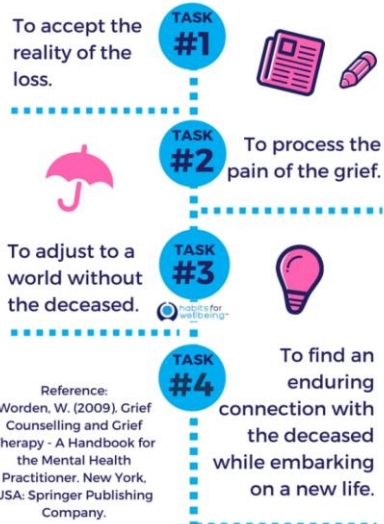 TASK
#1
To accept the
reality of the
loss.
TASK
#2
To process the
pain of the grief.
TASK
#3
To adjust to a
world without
the deceased.
habits for
wellbeing™
TASK
#4
To find an
enduring
connection with
the deceased
while embarking
on a new life.
Reference:
Worden, W. (2009). Grief
Counselling and Grief
Therapy - A Handbook for
the Mental Health
Practitioner. New York,
USA: Springer Publishing
Company.